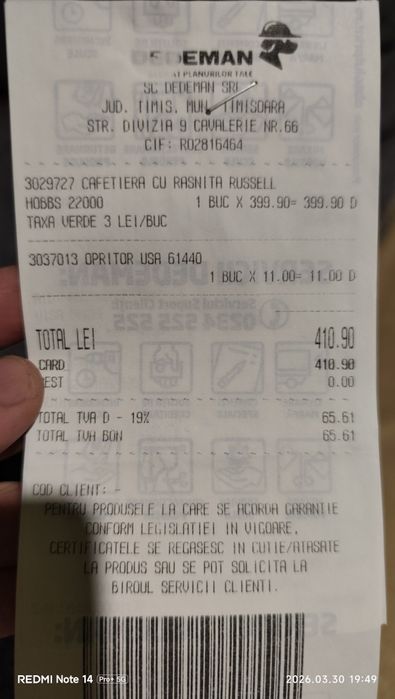 DEDEMAN
AI PLANURILOR TALE
SC DEDEMAN SRL
JUD. TIMIS, MUN. TIMISOARA
STR. DIVIZIA 9 CAVALERIE NR.66
CIF: RO2816464
3029727 CAFETIERA CU RASNITA RUSSELL
HOBBS 22000 1 BUC X 399.90= 399.90 D
TAXA VERDE 3 LEI/BUC
3037013 OPRITOR USA 61440
1 BUC X 11.00= 11.00 D
TOTAL LEI 410.90
CARD 410.90
REST 0.00
TOTAL TVA D - 19% 65.61
TOTAL TVA BON 65.61
COD CLIENT: -
PENTRU PRODUSELE LA CARE SE ACORDA GARANTIE
CONFORM LEGISLATIEI IN VIGOARE,
CERTIFICATELE SE REGASESC IN CUTIE/ATASATE
LA PRODUS SAU SE POT SOLICITA LA
BIROUL SERVICII CLIENTI.
REDMI Note 14 Pro+ 5G 2026.03.30 19:49